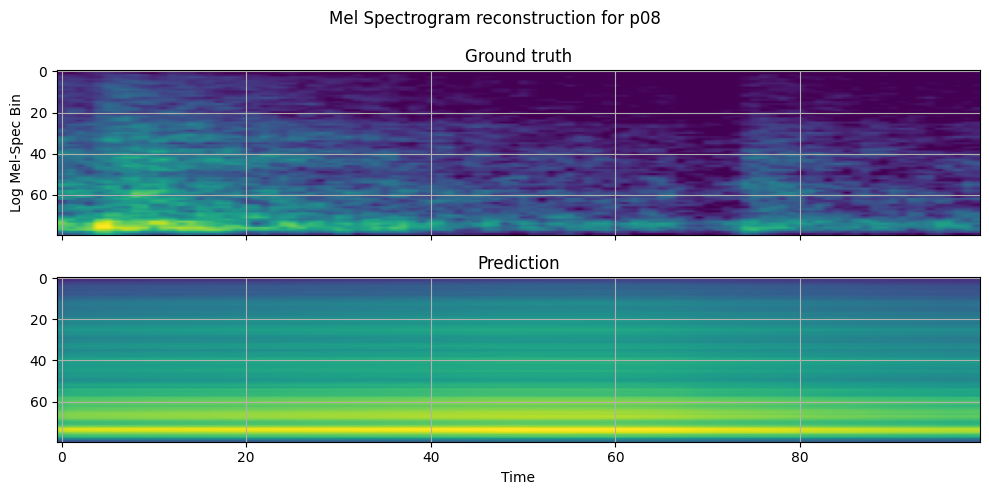 Mel Spectrogram reconstruction for p08
Ground truth
0
20
40
60
Log Mel-Spec Bin
Prediction
0
20
40
60
0 20 40 60 80
Time